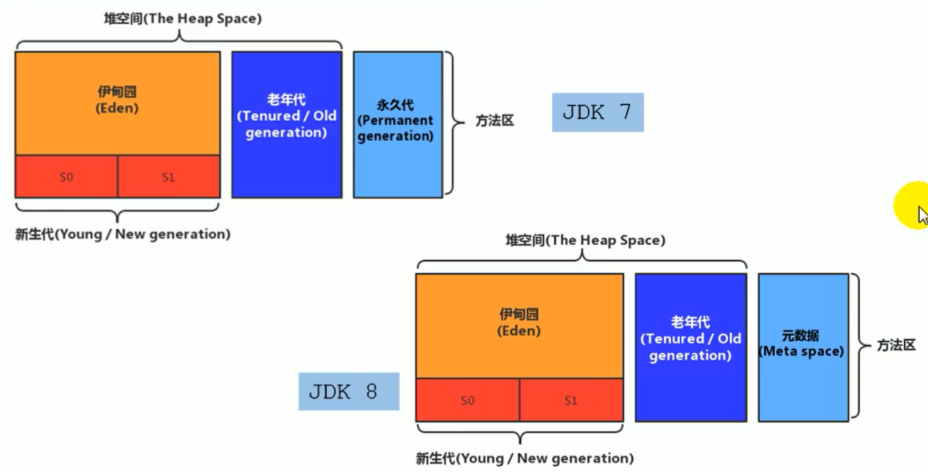 堆空间(The Heap Space)
伊甸园
(Eden)
老年代
(Tenured / Old
generation)
永久代
(Permanent
generation)
方法区
JDK 7
S0
S1
新生代(Young / New generation)
堆空间(The Heap Space)
伊甸园
(Eden)
老年代
(Tenured / Old
generation)
元数据
(Meta space)
方法区
JDK 8
S0
S1
新生代(Young / New generation)